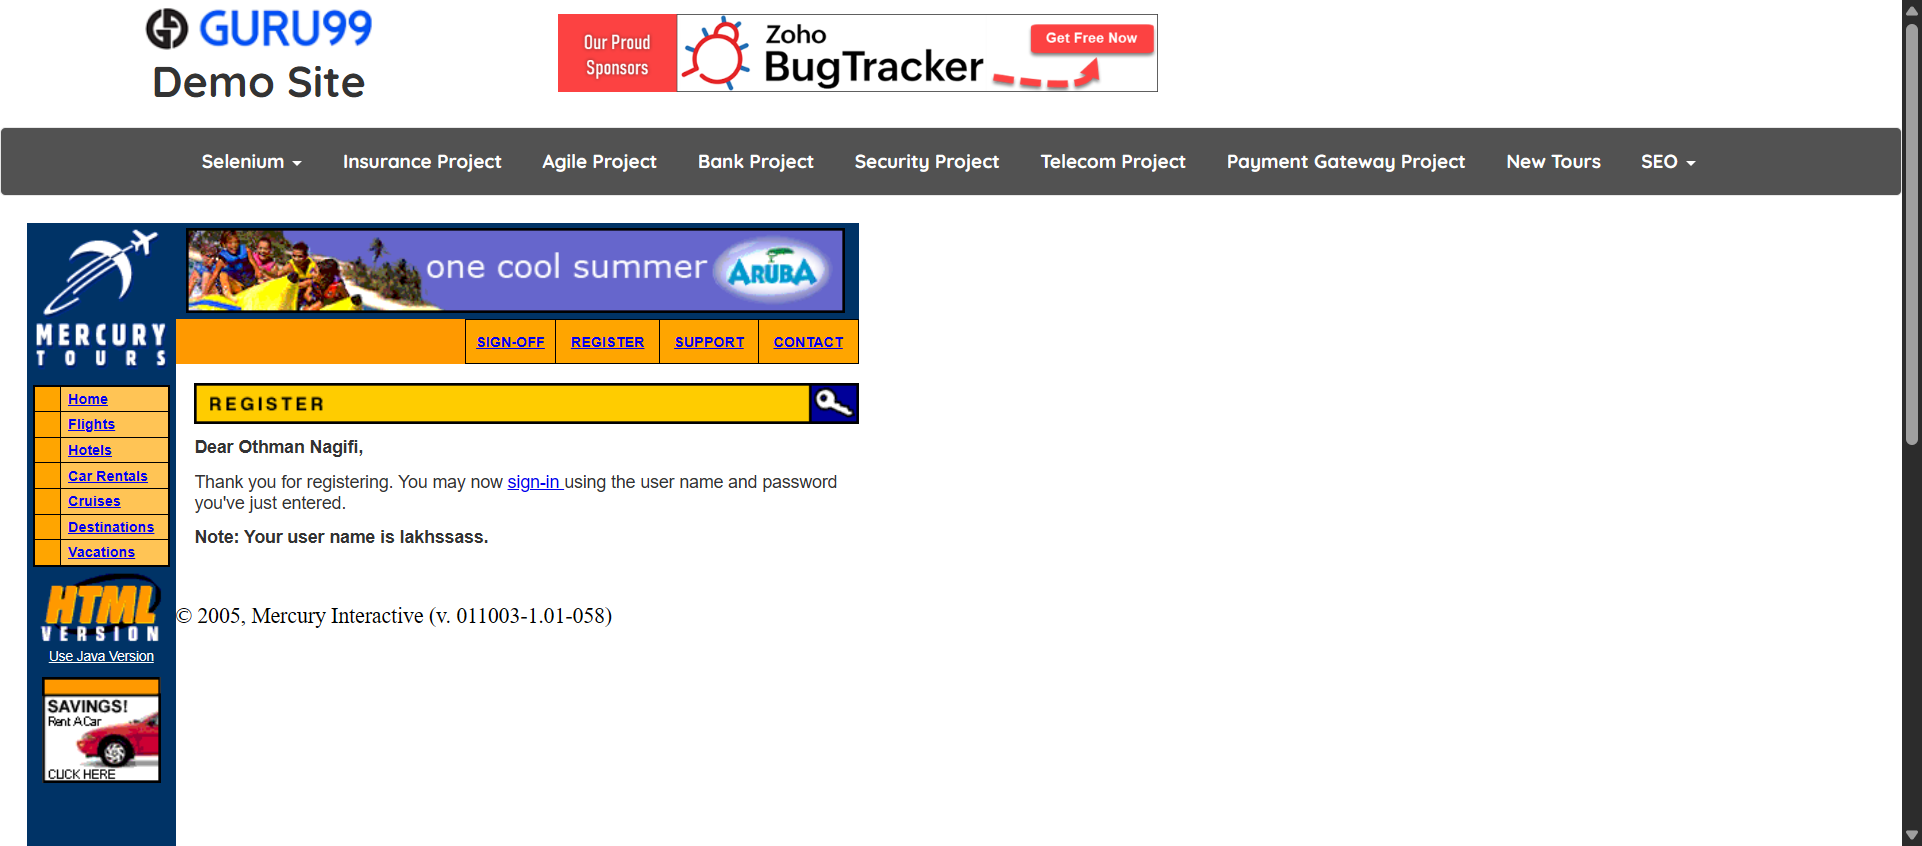 GURU99
Demo Site
Our Proud
Sponsors
Zoho
BugTracker
Get Free Now
Selenium
Insurance Project
Agile Project
Bank Project
Security Project
Telecom Project
Payment Gateway Project
New Tours
SEO
MERCURY
TOURS
one cool summer
ARUBA
SIGN-OFF
REGISTER
SUPPORT
CONTACT
Home
Flights
Hotels
Car Rentals
Cruises
Destinations
Vacations
HTML
VERSION
Use Java Version
SAVINGS!
Rent A Car
CLICK HERE
REGISTER
Dear Othman Nagifi,
Thank you for registering. You may now sign-in using the user name and password
you've just entered.
Note: Your user name is lakhssass.
© 2005, Mercury Interactive (v. 011003-1.01-058)